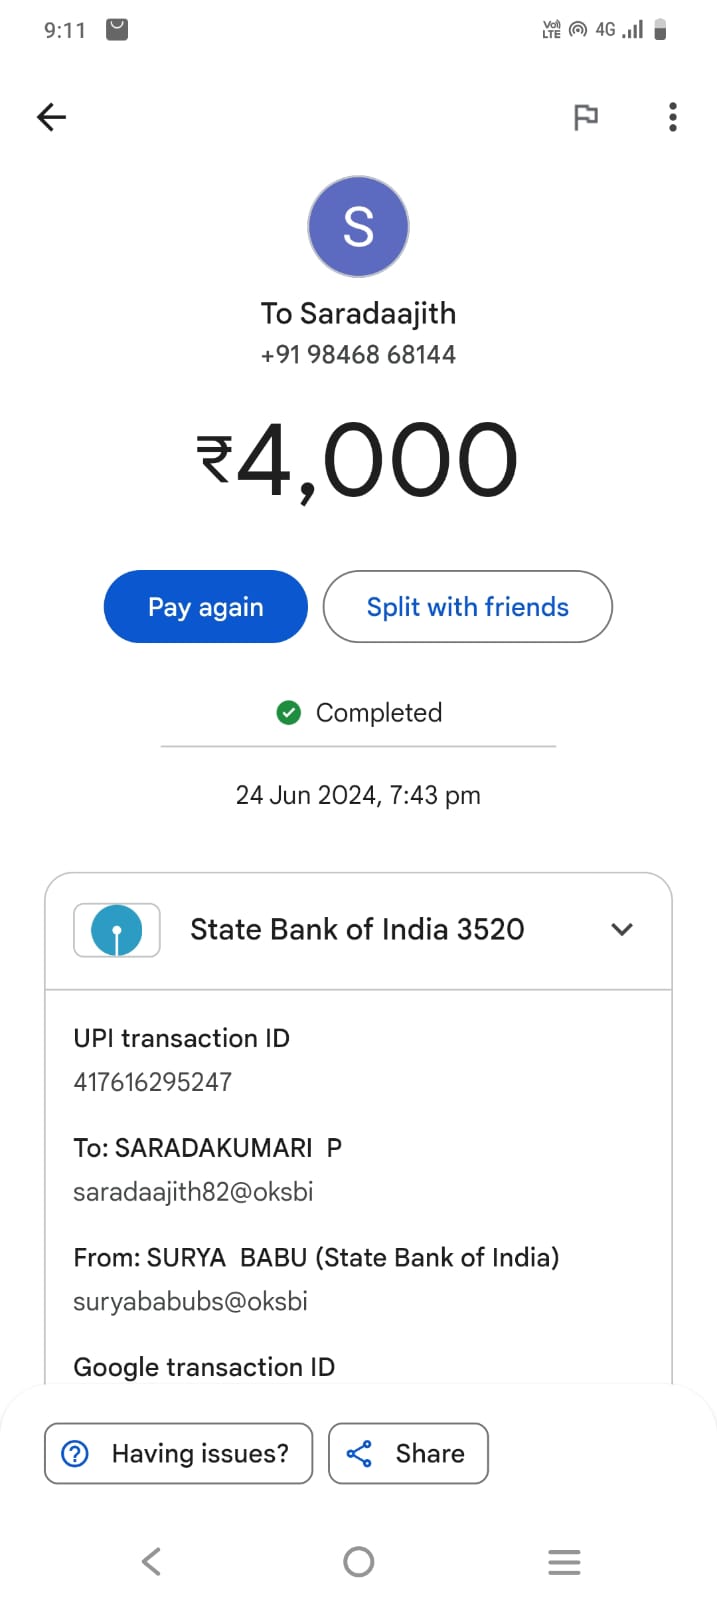 9:11
VoLTE 4G
S
To Saradaajith
+91 98468 68144
₹4,000
Pay again
Split with friends
Completed
24 Jun 2024, 7:43 pm
State Bank of India 3520
UPI transaction ID
417616295247
To: SARADAKUMARI  P
saradaajith82@oksbi
From: SURYA  BABU (State Bank of India)
suryababubs@oksbi
Google transaction ID
Having issues?
Share